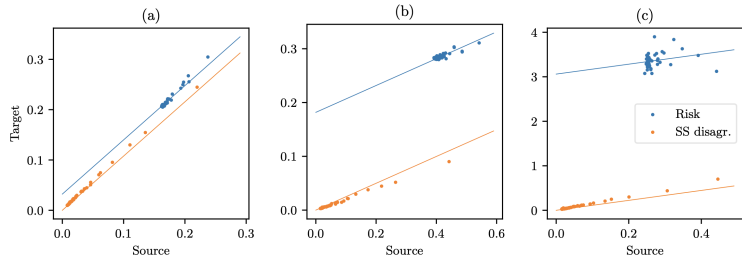 (a) (b) (c)
0.3 0.3 4
0.2 0.2 3
0.1 0.1 2
1
0.0 0.0 0
Target
Risk
SS disagr.
0.0 0.1 0.2 0.3 0.0 0.2 0.4 0.6 0.0 0.2 0.4
Source Source Source